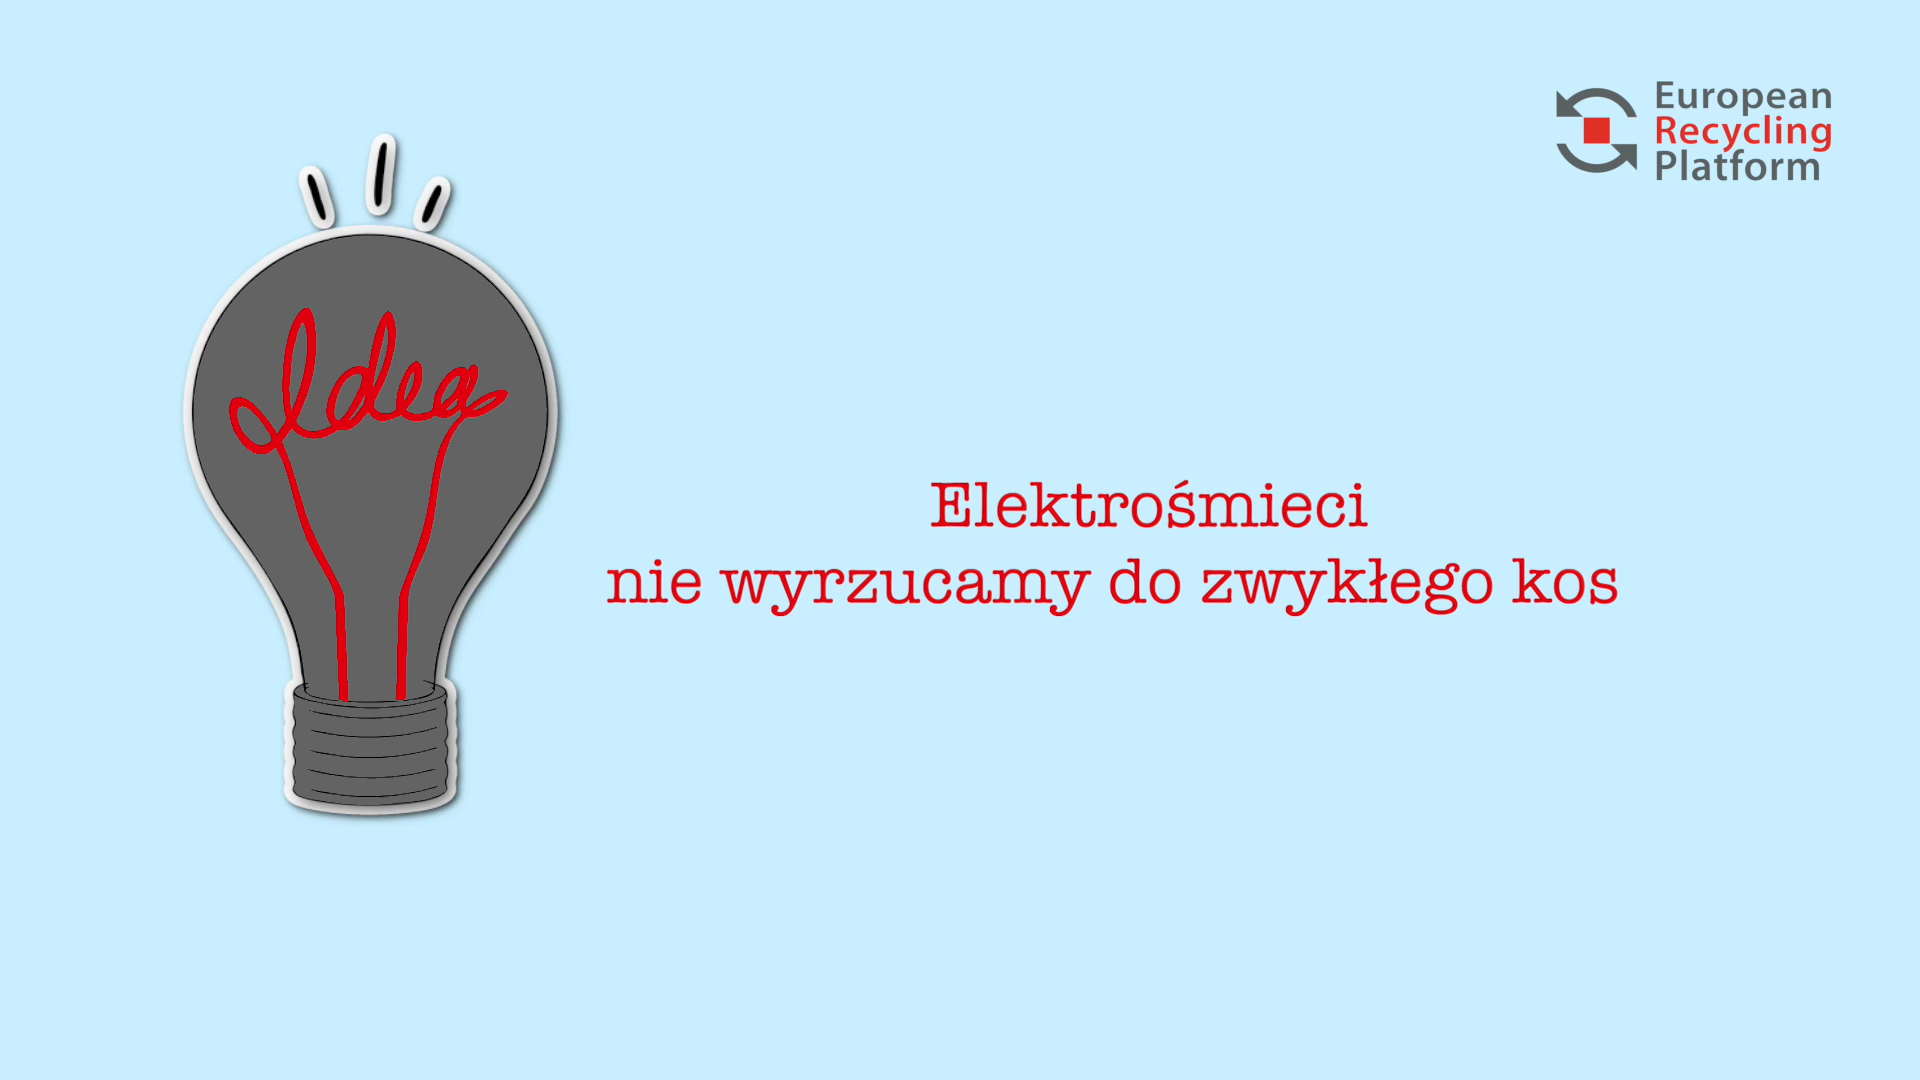 European
Recycling
Platform
Idea
Elektrośmieci
nie wyrzucamy do zwykłego kos